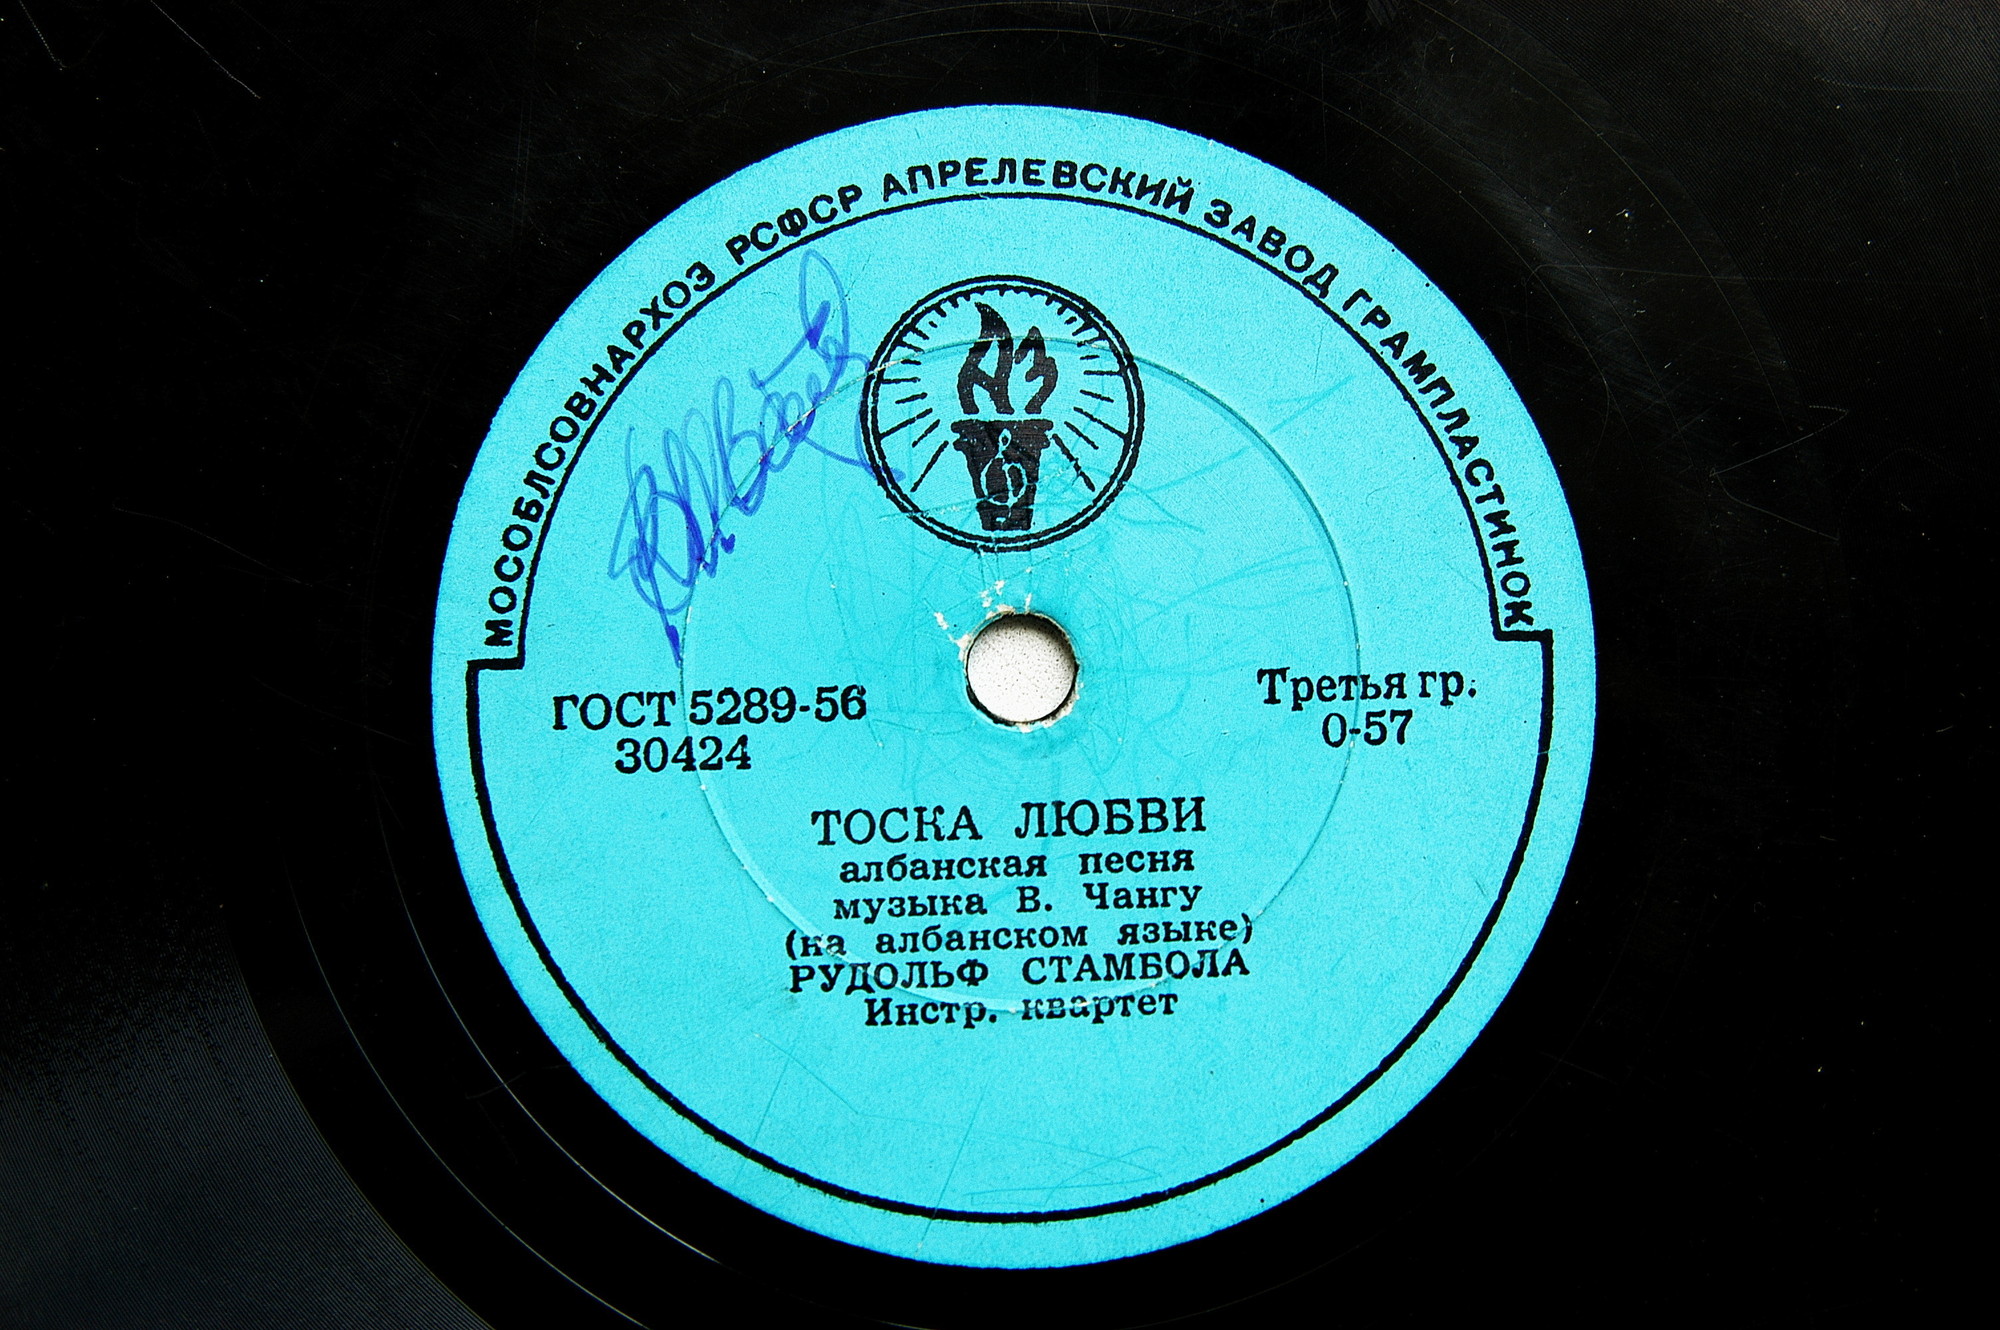 МОСОБЛСОВНАРХОЗ РСФСР АПРЕЛЕВСКИЙ ЗАВОД ГРАМПЛАСТИНОК
АЗ
ГОСТ 5289-56
30424
Третья гр.
0-57
ТОСКА ЛЮБВИ
албанская песня
музыка В. Чангу
(на албанском языке)
РУДОЛЬФ СТАМБОЛА
Инстр. квартет